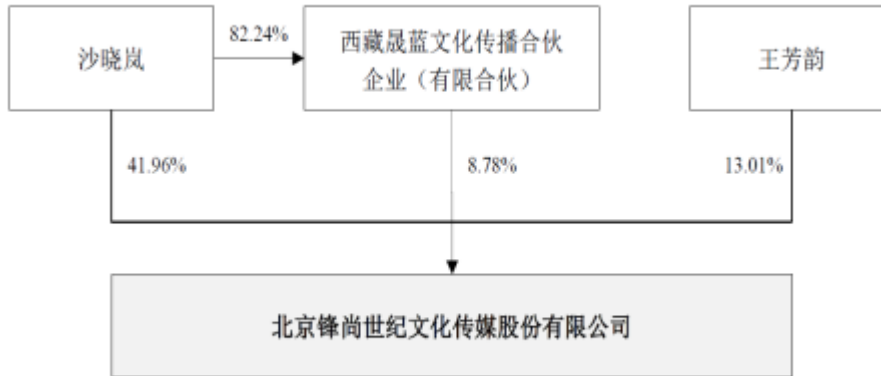 沙晓岚
82.24%
西藏晟蓝文化传播合伙
企业（有限合伙）
王芳韵
41.96%
8.78%
13.01%
北京锋尚世纪文化传媒股份有限公司